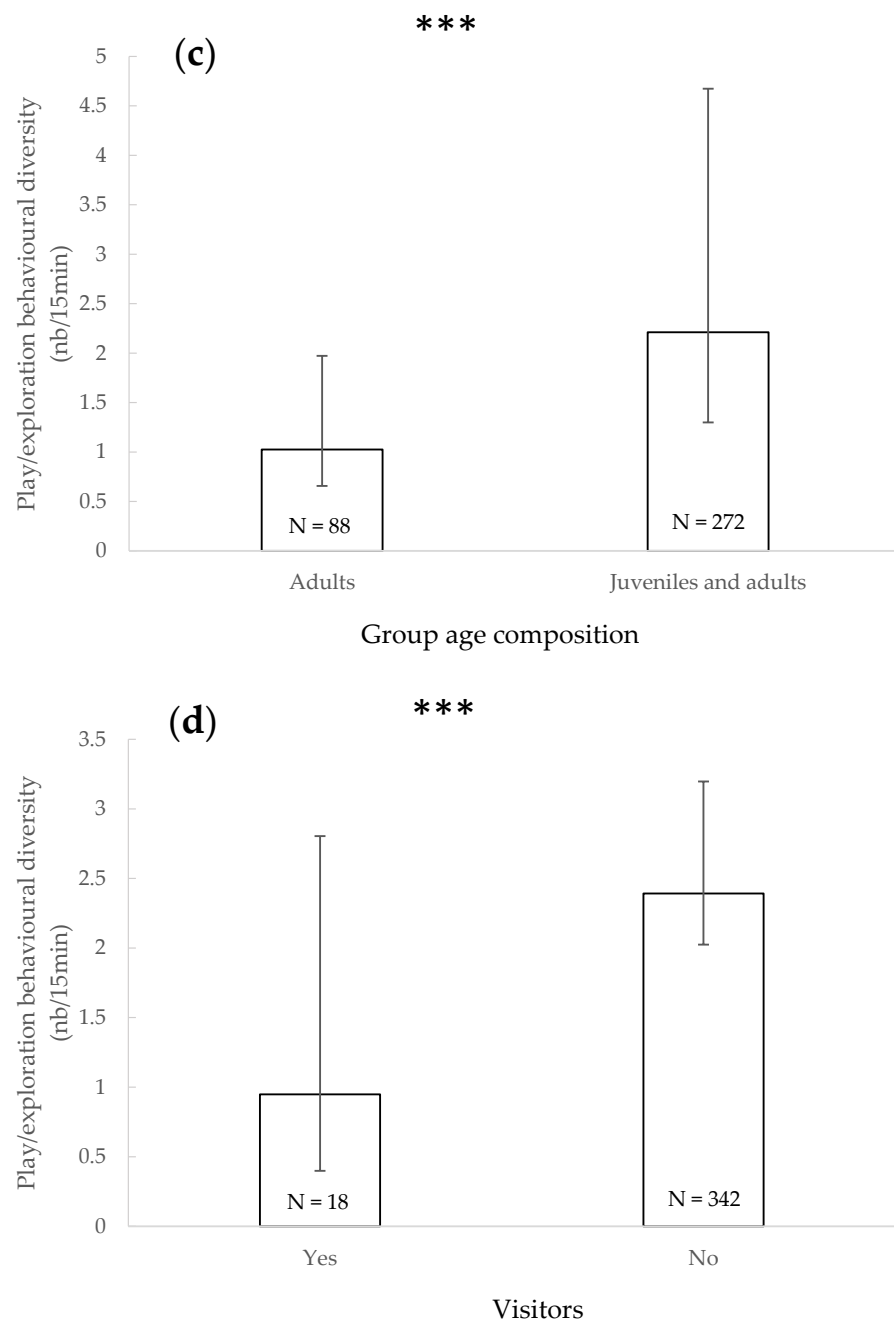 ***
(c)
5
4.5
4
3.5
3
2.5
2
1.5
1
0.5
0
Play/exploration behavioural diversity
(nb/15min)
N = 88
N = 272
Adults
Juveniles and adults
Group age composition
***
(d)
3.5
3
2.5
2
1.5
1
0.5
0
Play/exploration behavioural diversity
(nb/15min)
N = 18
N = 342
Yes
No
Visitors